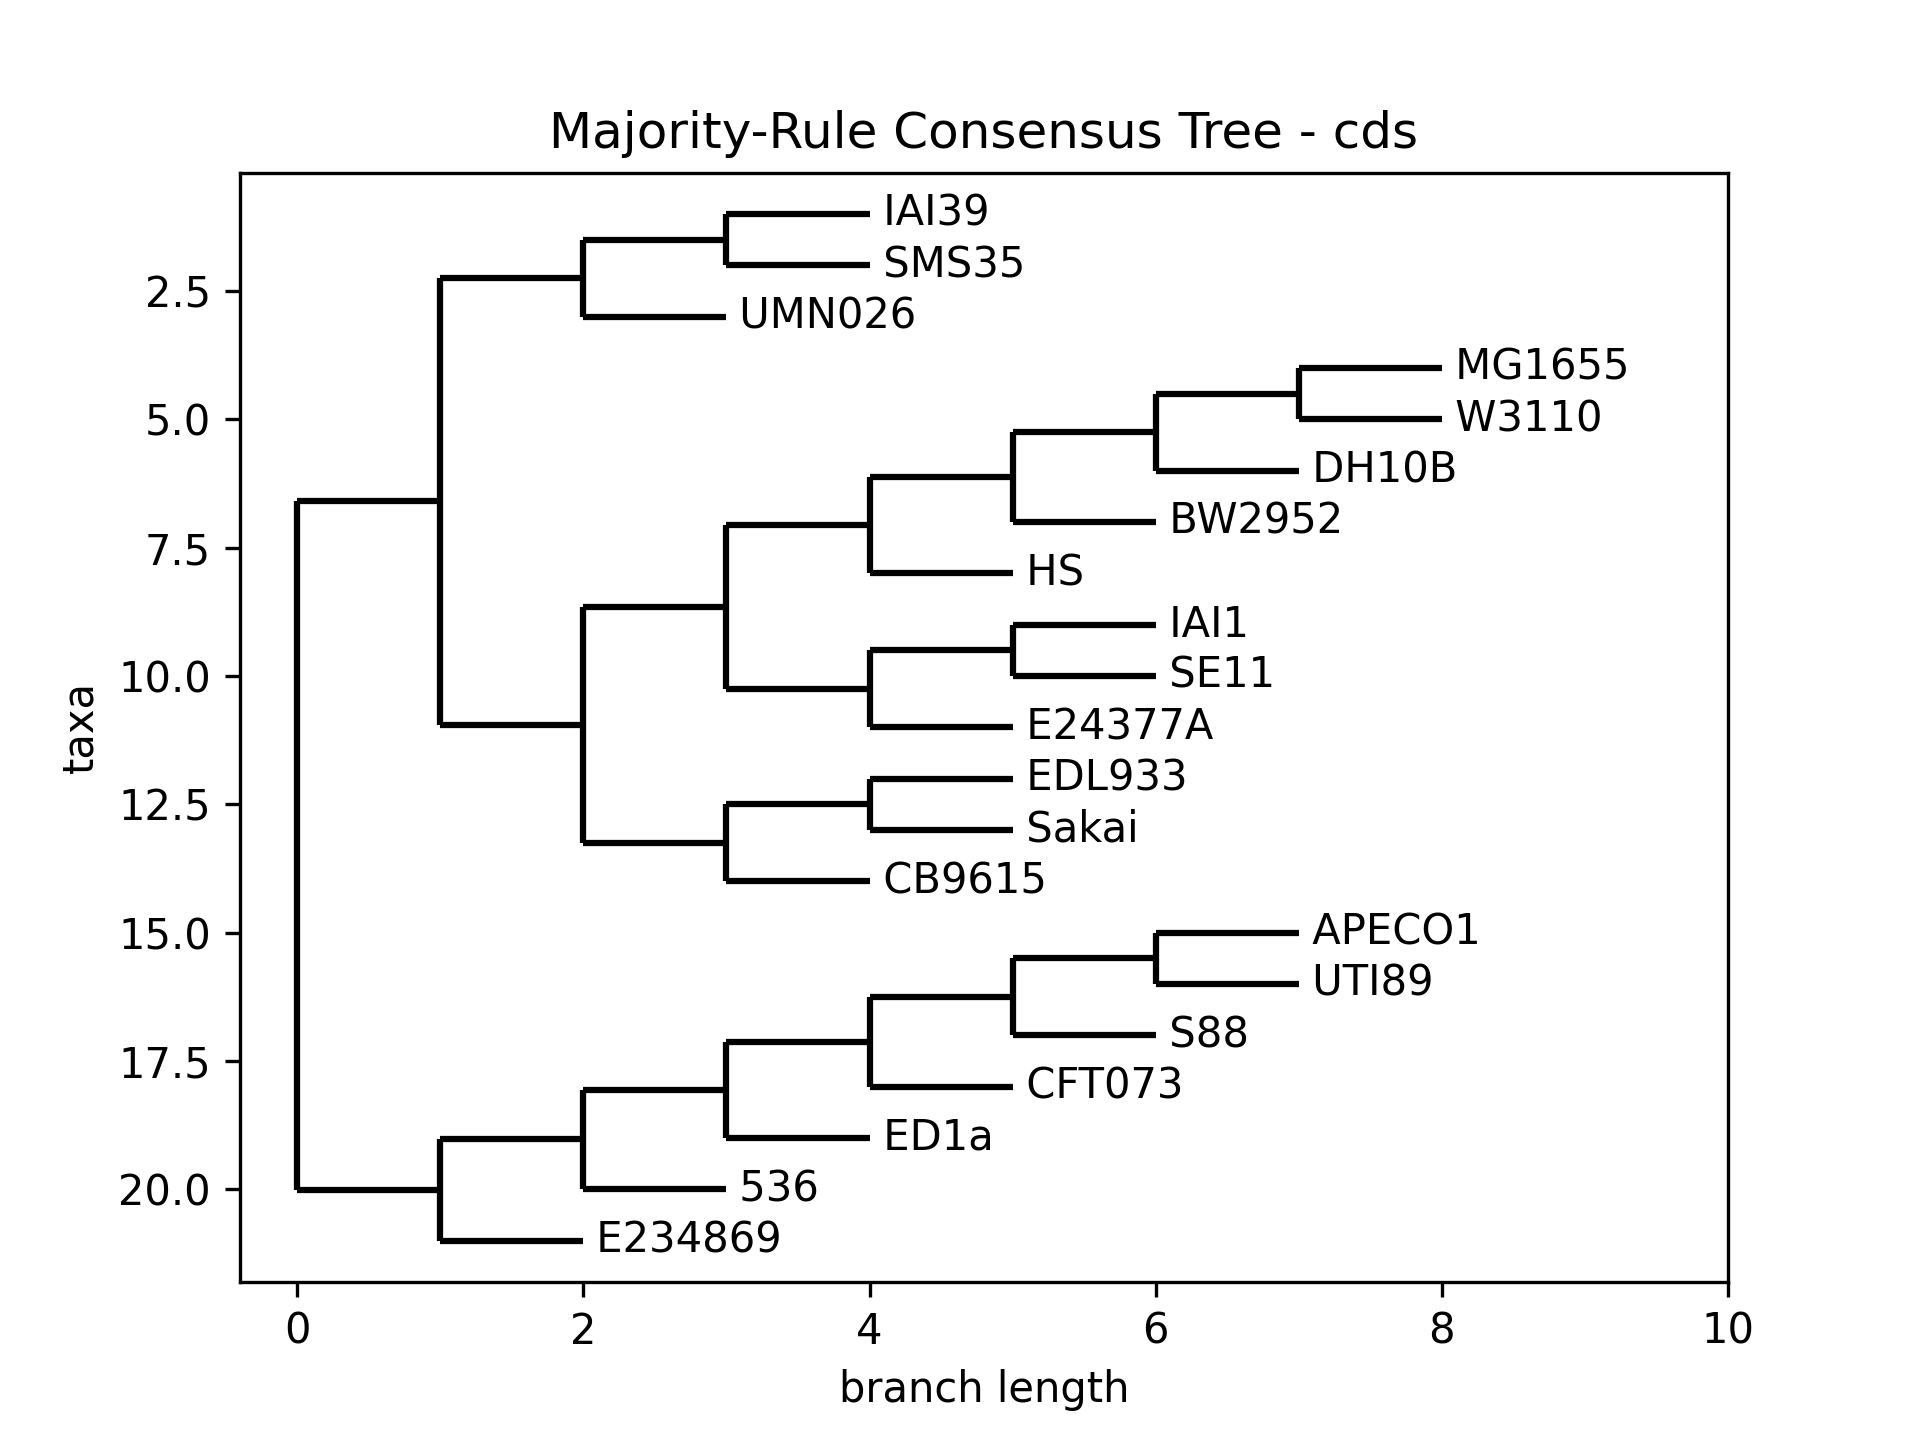 Majority-Rule Consensus Tree - cds
IAI39
SMS35
2.5
UMN026
MG1655
5.0
W3110
DH10B
BW2952
7.5
HS
IAI1
10.0
SE11
taxa
E24377A
EDL933
12.5
Sakai
CB9615
15.0
APECO1
UTI89
S88
17.5
CFT073
ED1a
20.0
536
E234869
0 2 4 6 8 10
branch length